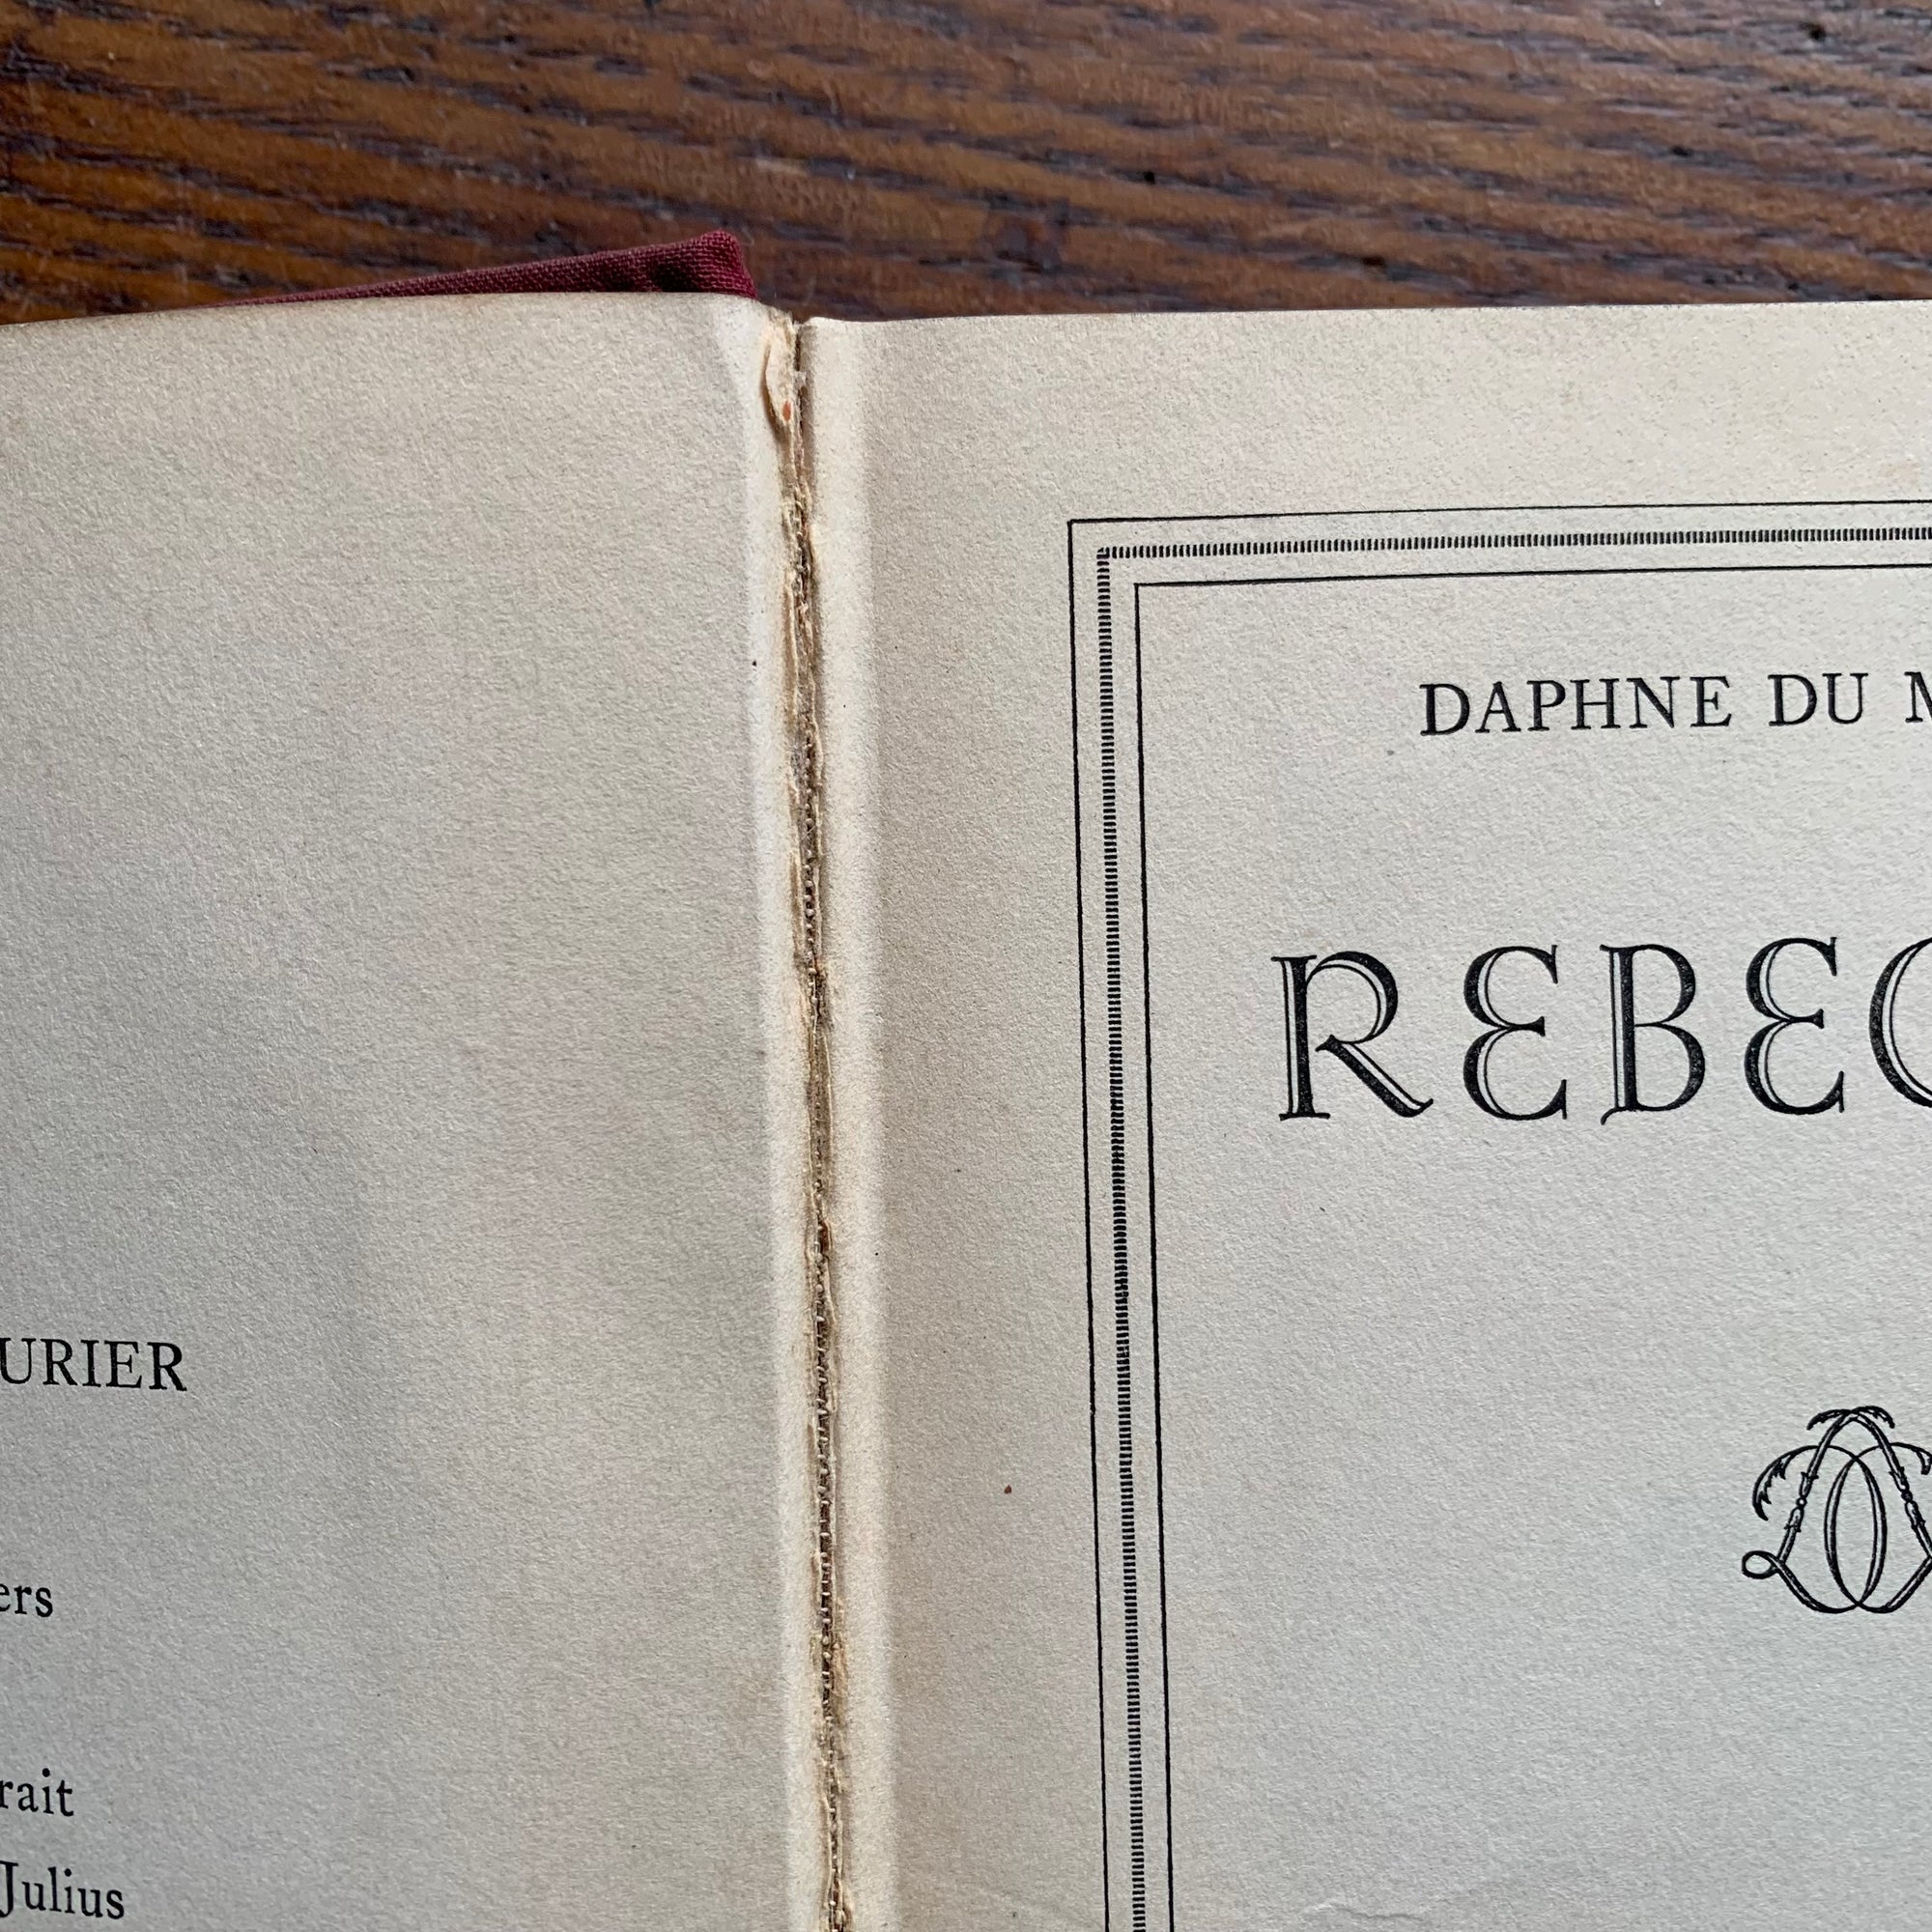 URIER
ers
rait
Julius
DAPHNE DU M
REBEC